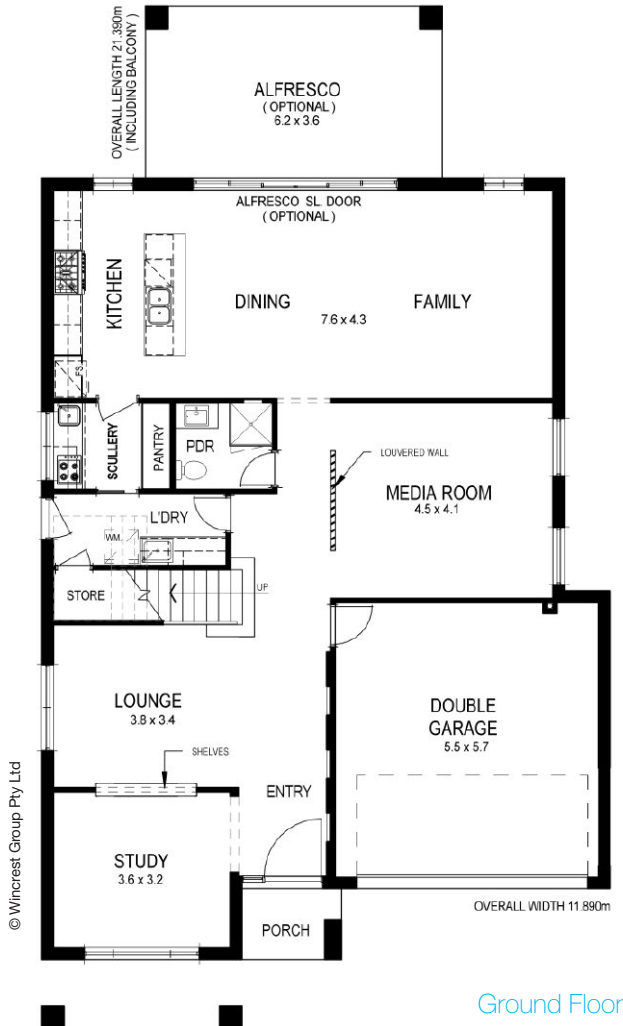 OVERALL LENGTH 21.390m
( INCLUDING BALCONY )
ALFRESCO
( OPTIONAL )
6.2 x 3.6
ALFRESCO SL. DOOR
( OPTIONAL )
KITCHEN
DINING
FAMILY
7.6 x 4.3
FS
SCULLERY
PANTRY
PDR
LOUVERED WALL
MEDIA ROOM
4.5 x 4.1
L'DRY
WM
STORE
UP
LOUNGE
3.8 x 3.4
DOUBLE
GARAGE
5.5 x 5.7
SHELVES
ENTRY
STUDY
3.6 x 3.2
PORCH
OVERALL WIDTH 11.890m
© Wincrest Group Pty Ltd
Ground Floor